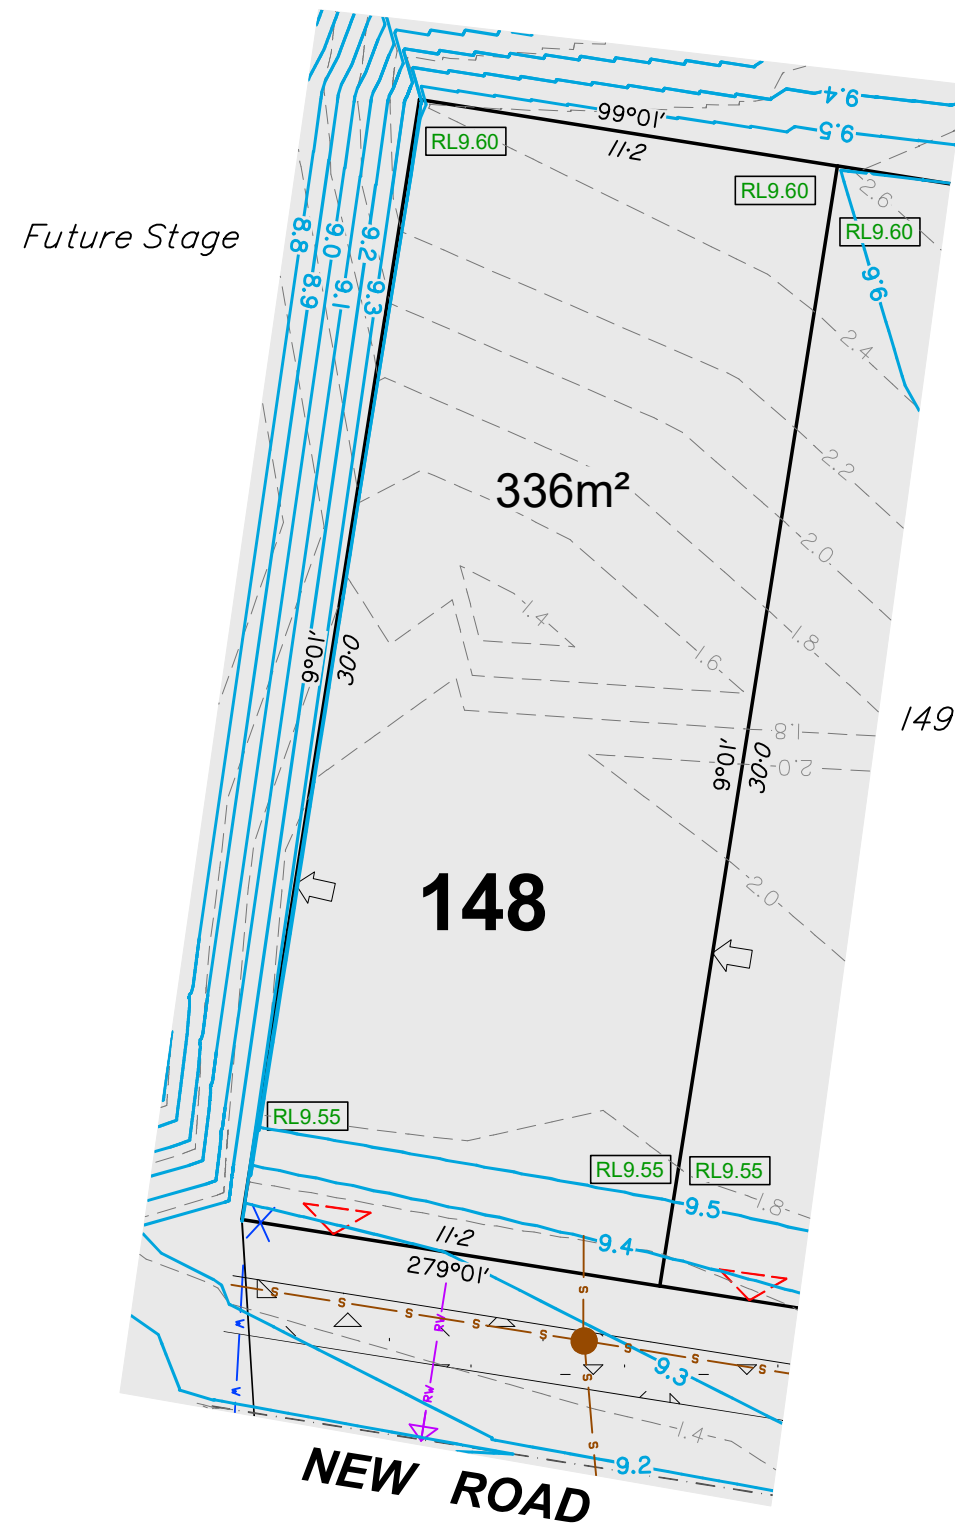 9.4
99°01'
9.5
RL9.60
11·2
RL9.60
2.6
RL9.60
Future Stage
8.8
8.9
9.0
9.1
9.2
9.3
9.6
2.4
336m²
2.2
2.0
1.4
1.8
1.6
9°01'
30·0
149
1.8
2.0
9°01'
30·0
148
2.0
RL9.55
RL9.55
RL9.55
1.8
9.5
11·2
9.4
279°01'
S
S
S
S
S
S
S
S
S
S
S
W
W
RW
RW
9.3
1.4
9.2
NEW ROAD